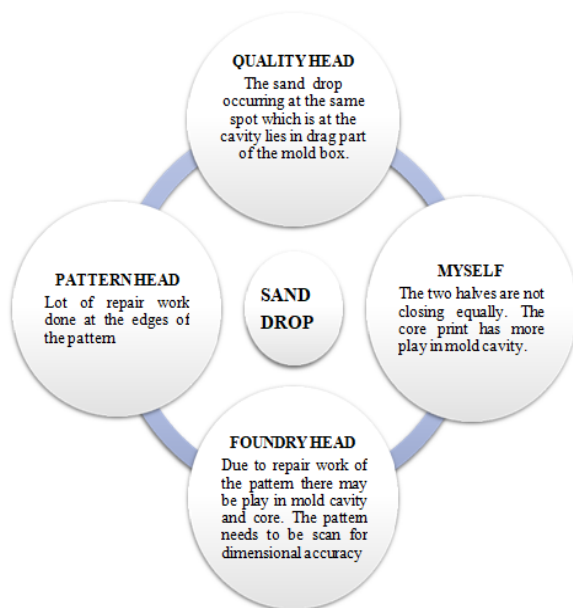 QUALITY HEAD
The sand drop
occurring at the same
spot which is at the
cavity lies in drag part
of the mold box.
PATTERN HEAD
Lot of repair work
done at the edges of
the pattern
SAND
DROP
MYSELF
The two halves are not
closing equally. The
core print has more
play in mold cavity.
FOUNDRY HEAD
Due to repair work of
the pattern there may
be play in mold cavity
and core. The pattern
needs to be scan for
dimensional accuracy